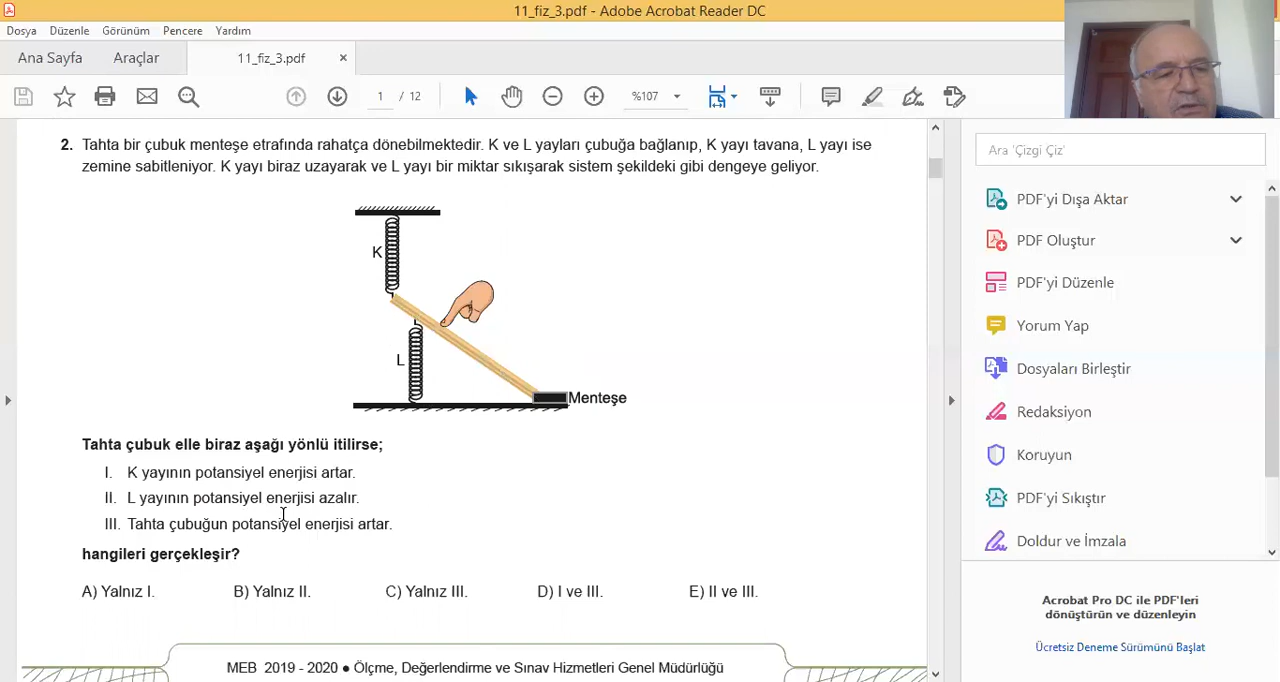 11_fiz_3.pdf - Adobe Acrobat Reader DC
Dosya Düzenle Görünüm Pencere Yardım
Ana Sayfa Araçlar 11_fiz_3.pdf ×
1 / 12 %107
2. Tahta bir çubuk menteşe etrafında rahatça dönebilmektedir. K ve L yayları çubuğa bağlanıp, K yayı tavana, L yayı ise
zemine sabitleniyor. K yayı biraz uzayarak ve L yayı bir miktar sıkışarak sistem şekildeki gibi dengeye geliyor.
K
L
Menteşe
Tahta çubuk elle biraz aşağı yönlü itilirse;
I. K yayının potansiyel enerjisi artar.
II. L yayının potansiyel enerjisi azalır.
III. Tahta çubuğun potansiyel enerjisi artar.
hangileri gerçekleşir?
A) Yalnız I. B) Yalnız II. C) Yalnız III. D) I ve III. E) II ve III.
MEB 2019 - 2020 ● Ölçme, Değerlendirme ve Sınav Hizmetleri Genel Müdürlüğü
Ara 'Çizgi Çiz'
PDF'yi Dışa Aktar
PDF Oluştur
PDF'yi Düzenle
Yorum Yap
Dosyaları Birleştir
Redaksiyon
Koruyun
PDF'yi Sıkıştır
Doldur ve İmzala
Acrobat Pro DC ile PDF'leri
dönüştürün ve düzenleyin
Ücretsiz Deneme Sürümünü Başlat